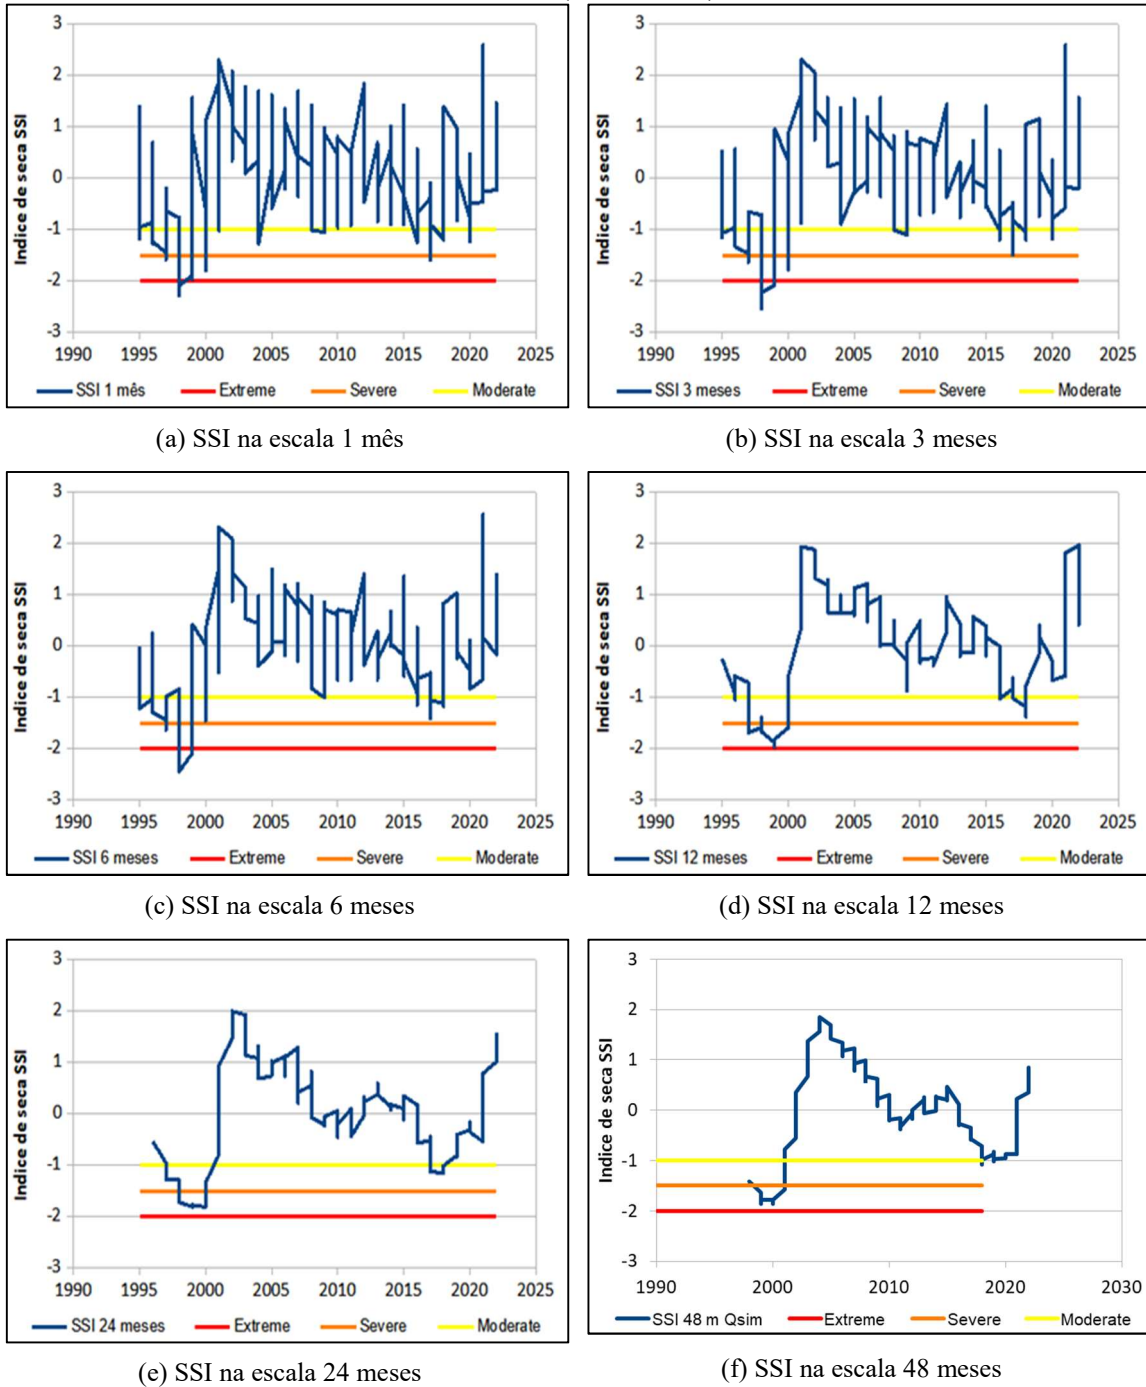 3
2
1
0
-1
-2
-3
Indice de seca SSI
1990 1995 2000 2005 2010 2015 2020 2025
SSI 1 mês Extreme Severe Moderate
(a) SSI na escala 1 mês
3
2
1
0
-1
-2
-3
Indice de seca SSI
1990 1995 2000 2005 2010 2015 2020 2025
SSI 3 meses Extreme Severe Moderate
(b) SSI na escala 3 meses
3
2
1
0
-1
-2
-3
Indice de seca SSI
1990 1995 2000 2005 2010 2015 2020 2025
SSI 6 meses Extreme Severe Moderate
(c) SSI na escala 6 meses
3
2
1
0
-1
-2
-3
Indice de seca SSI
1990 1995 2000 2005 2010 2015 2020 2025
SSI 12 meses Extreme Severe Moderate
(d) SSI na escala 12 meses
3
2
1
0
-1
-2
-3
Indice de seca SSI
1990 1995 2000 2005 2010 2015 2020 2025
SSI 24 meses Extreme Severe Moderate
(e) SSI na escala 24 meses
3
2
1
0
-1
-2
-3
Indice de seca SSI
1990 2000 2010 2020 2030
SSI 48 m Qsim Extreme Severe Moderate
(f) SSI na escala 48 meses